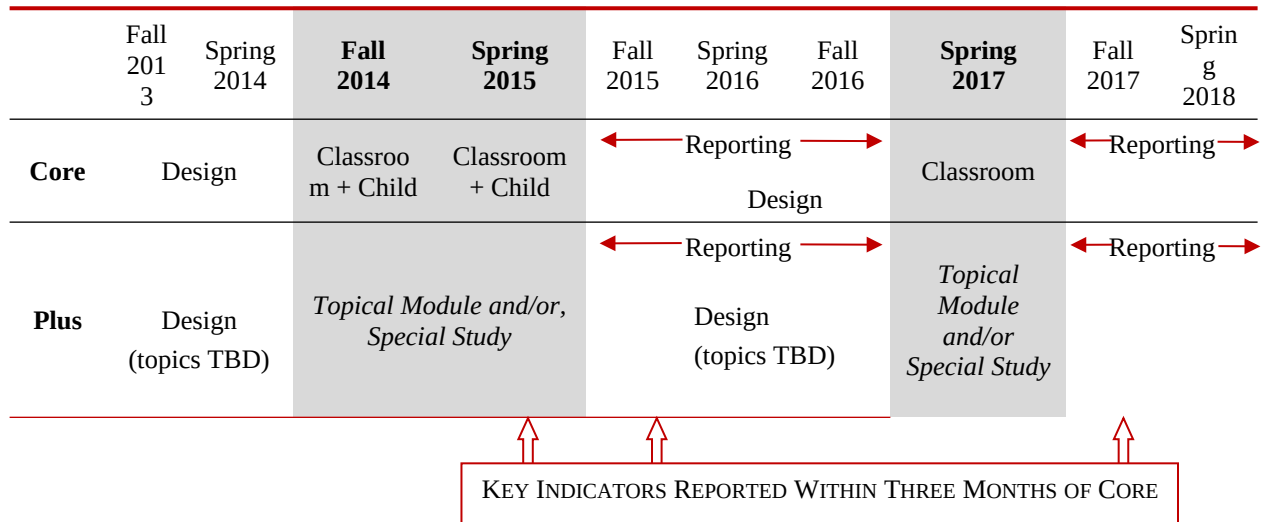 Fall
201
3
Spring
2014
Fall
2014
Spring
2015
Fall
2015
Spring
2016
Fall
2016
Spring
2017
Fall
2017
Sprin
g
2018
Core
Design
Classroo
m + Child
Classroom
+ Child
Reporting
Design
Classroom
Reporting
Plus
Design
(topics TBD)
Topical Module and/or,
Special Study
Reporting
Design
(topics TBD)
Topical
Module
and/or
Special Study
Reporting
KEY INDICATORS REPORTED WITHIN THREE MONTHS OF CORE